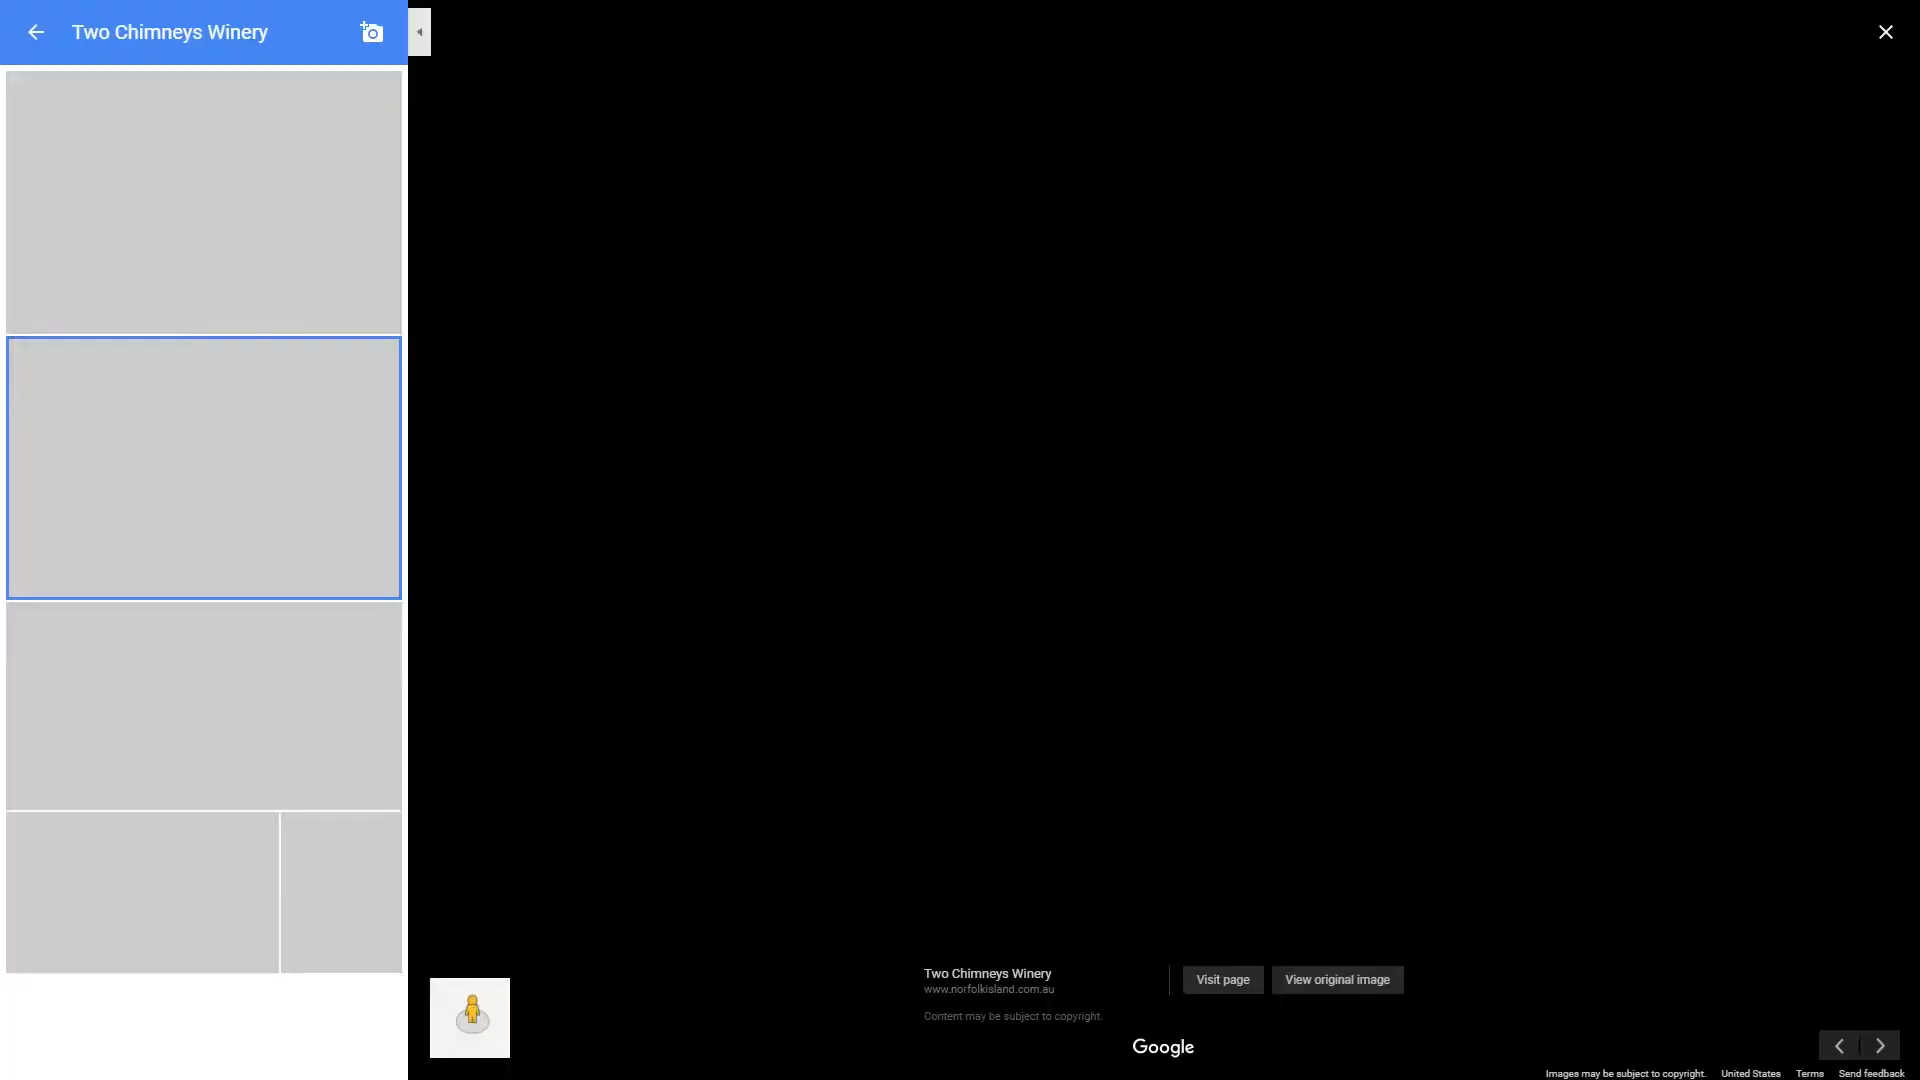 Two Chimneys Winery
Two Chimneys Winery
www.norfolkisland.com.au
Visit page
View original image
Content may be subject to copyright.
Google
Images may be subject to copyright. United States Terms Send feedback